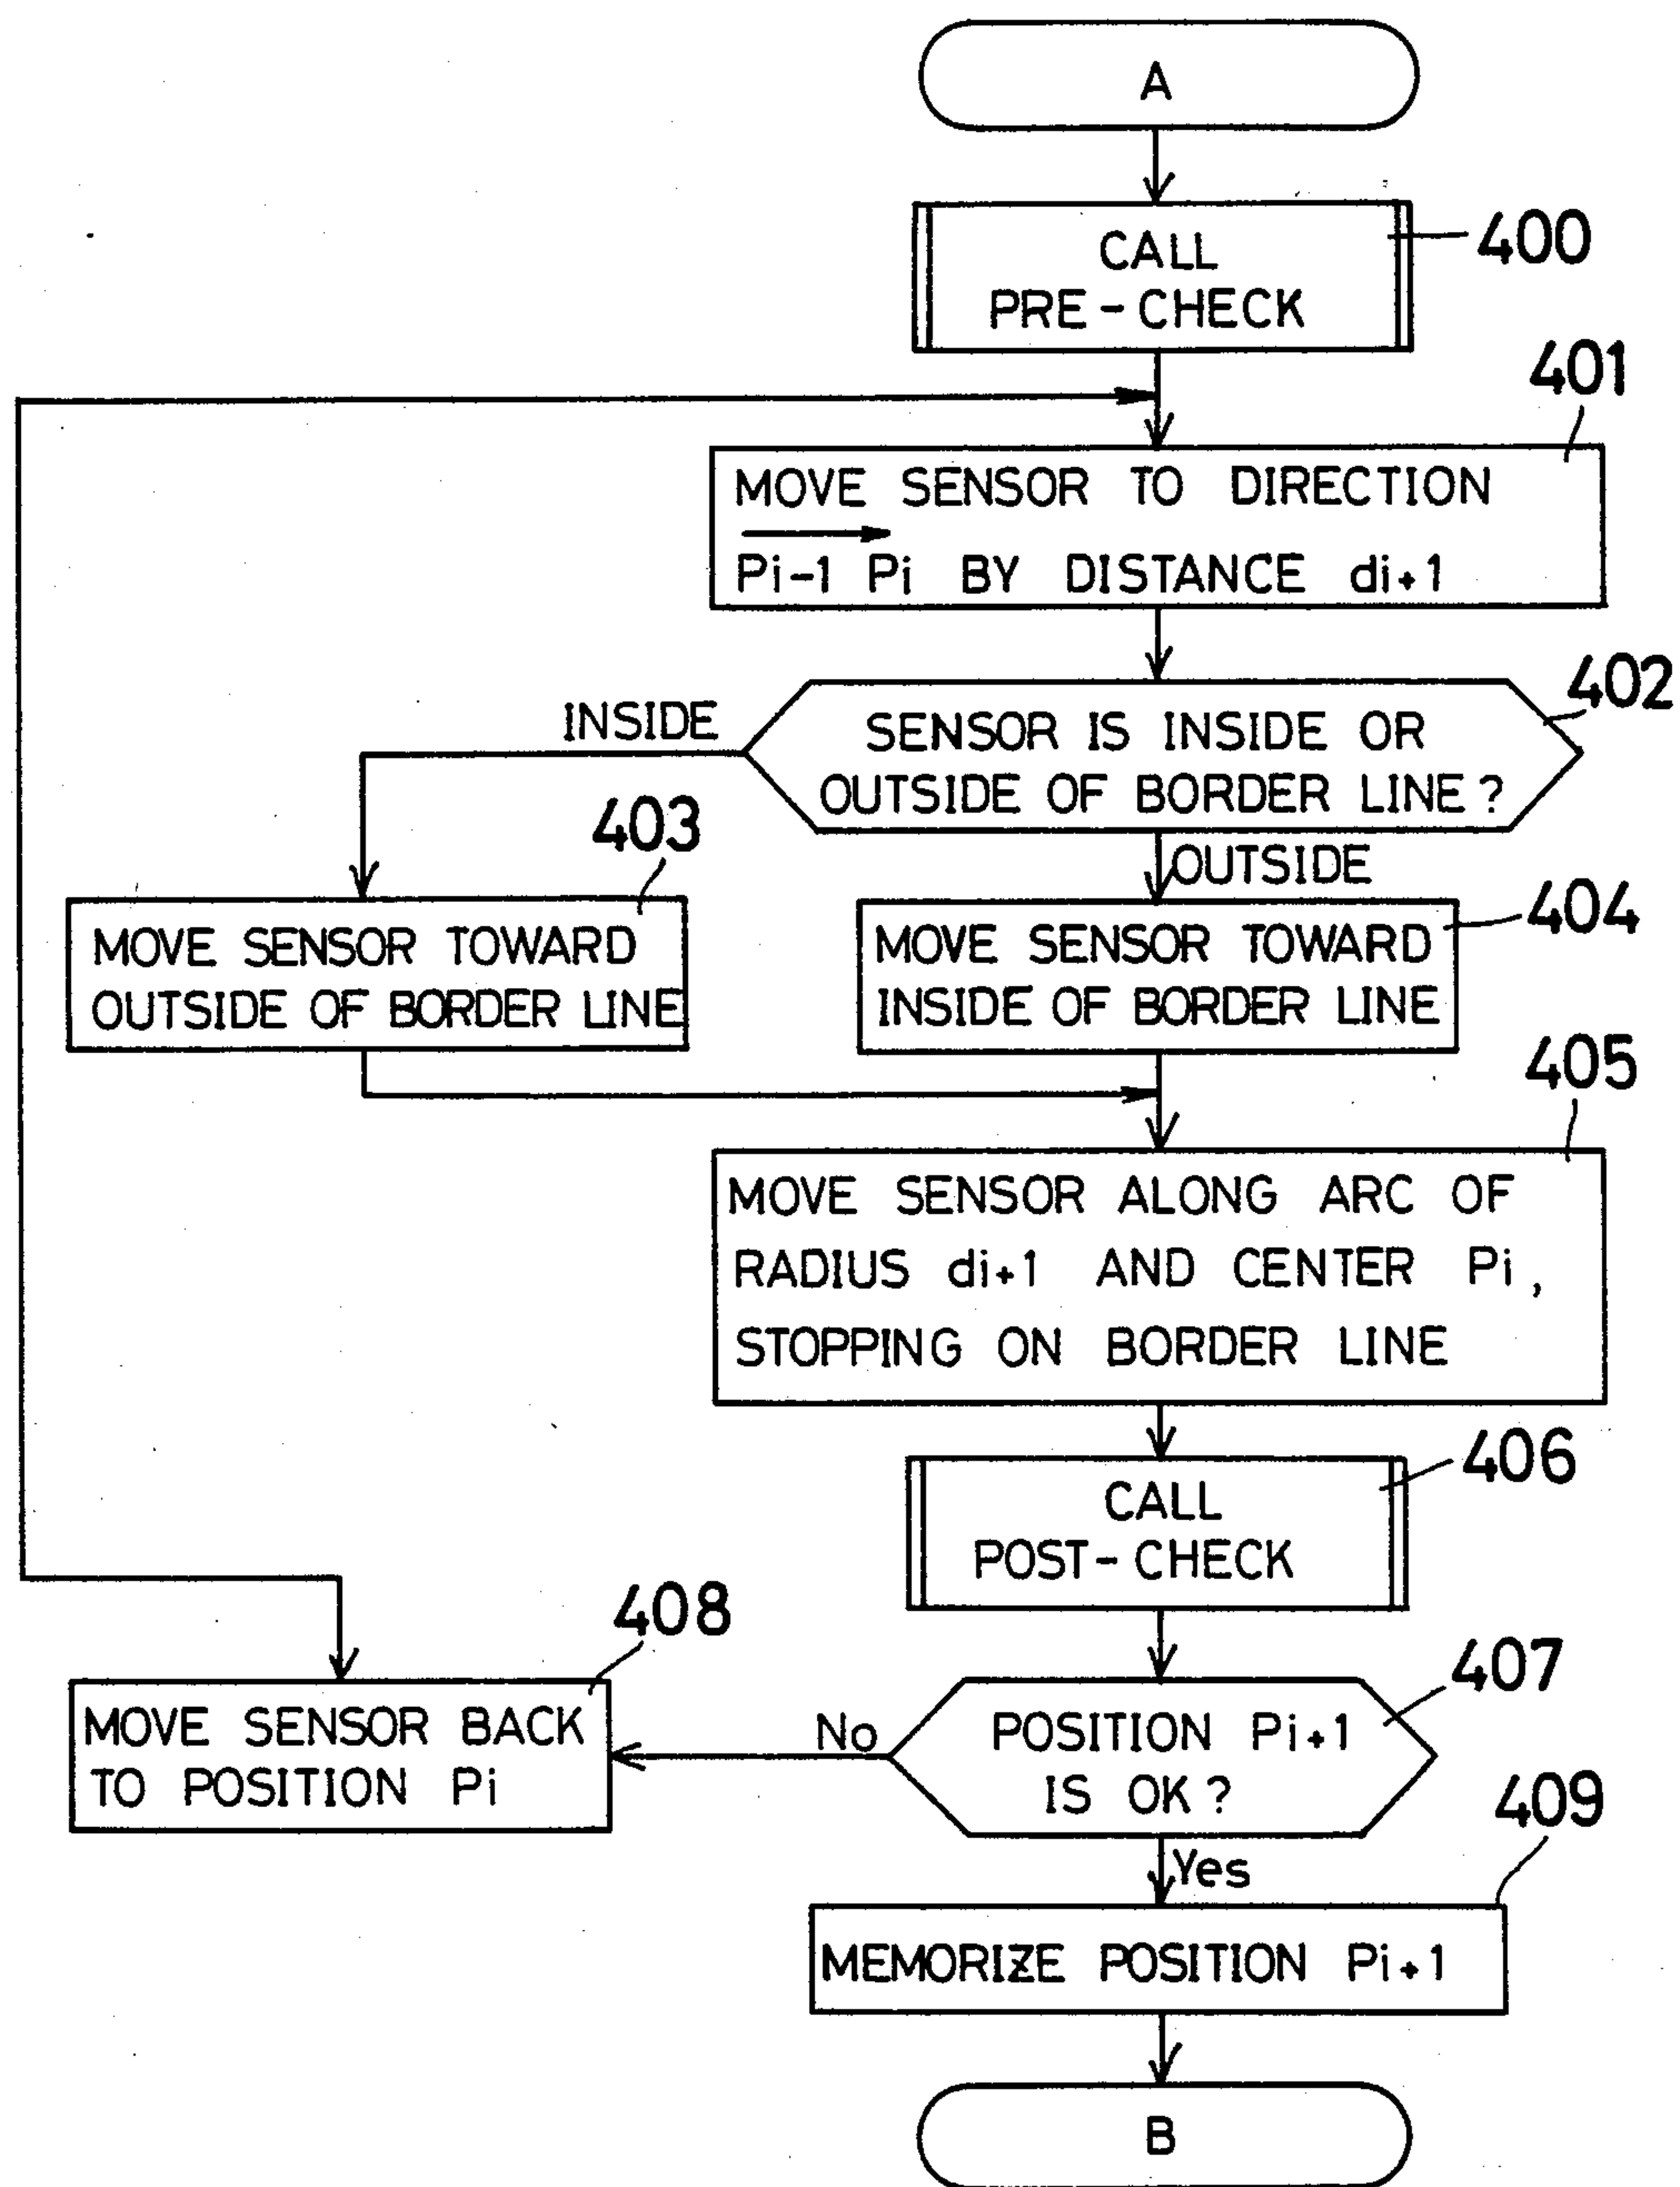 A
CALL
PRE-CHECK
400
401
MOVE SENSOR TO DIRECTION
Pi-1 Pi BY DISTANCE di+1
402
INSIDE
SENSOR IS INSIDE OR
OUTSIDE OF BORDER LINE?
403
OUTSIDE
404
MOVE SENSOR TOWARD
OUTSIDE OF BORDER LINE
MOVE SENSOR TOWARD
INSIDE OF BORDER LINE
405
MOVE SENSOR ALONG ARC OF
RADIUS di+1 AND CENTER Pi,
STOPPING ON BORDER LINE
406
CALL
POST-CHECK
408
407
MOVE SENSOR BACK
TO POSITION Pi
No
POSITION Pi+1
IS OK?
409
Yes
MEMORIZE POSITION Pi+1
B